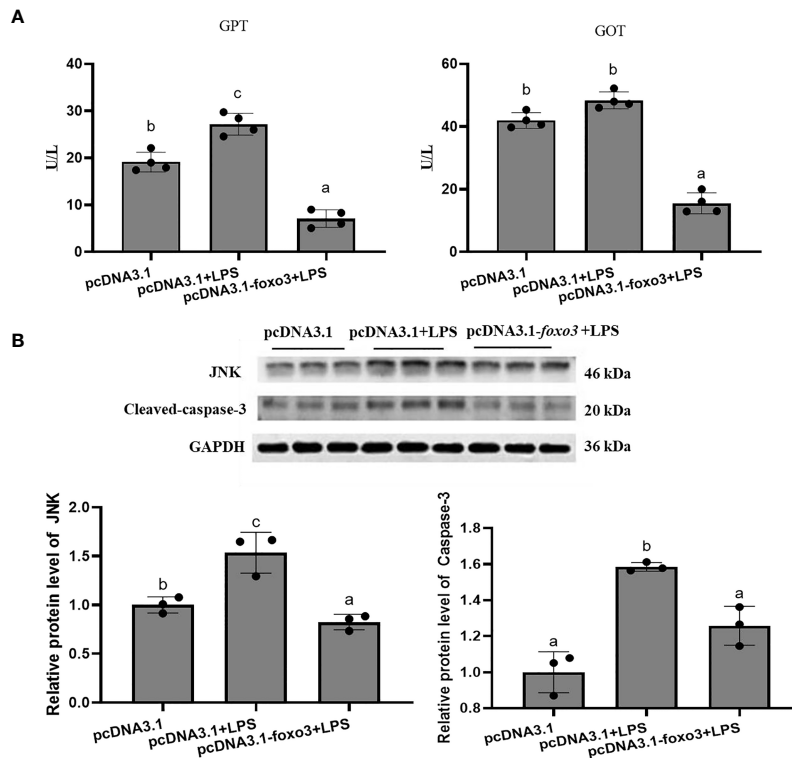 A
GPT
GOT
U/L
40
30
20
10
0
b
c
a
pcDNA3.1
pcDNA3.1+LPS
pcDNA3.1-foxo3+LPS
U/L
60
40
20
0
b
b
a
pcDNA3.1
pcDNA3.1+LPS
pcDNA3.1-foxo3+LPS
B
pcDNA3.1 pcDNA3.1+LPS pcDNA3.1-foxo3+LPS
JNK 46 kDa
Cleaved-caspase-3 20 kDa
GAPDH 36 kDa
Relative protein level of JNK
2.0
1.5
1.0
0.5
0.0
b
c
a
pcDNA3.1
pcDNA3.1+LPS
pcDNA3.1-foxo3+LPS
Relative protein level of Caspase-3
1.8
1.6
1.4
1.2
1.0
0.8
a
b
a
pcDNA3.1
pcDNA3.1+LPS
pcDNA3.1-foxo3+LPS